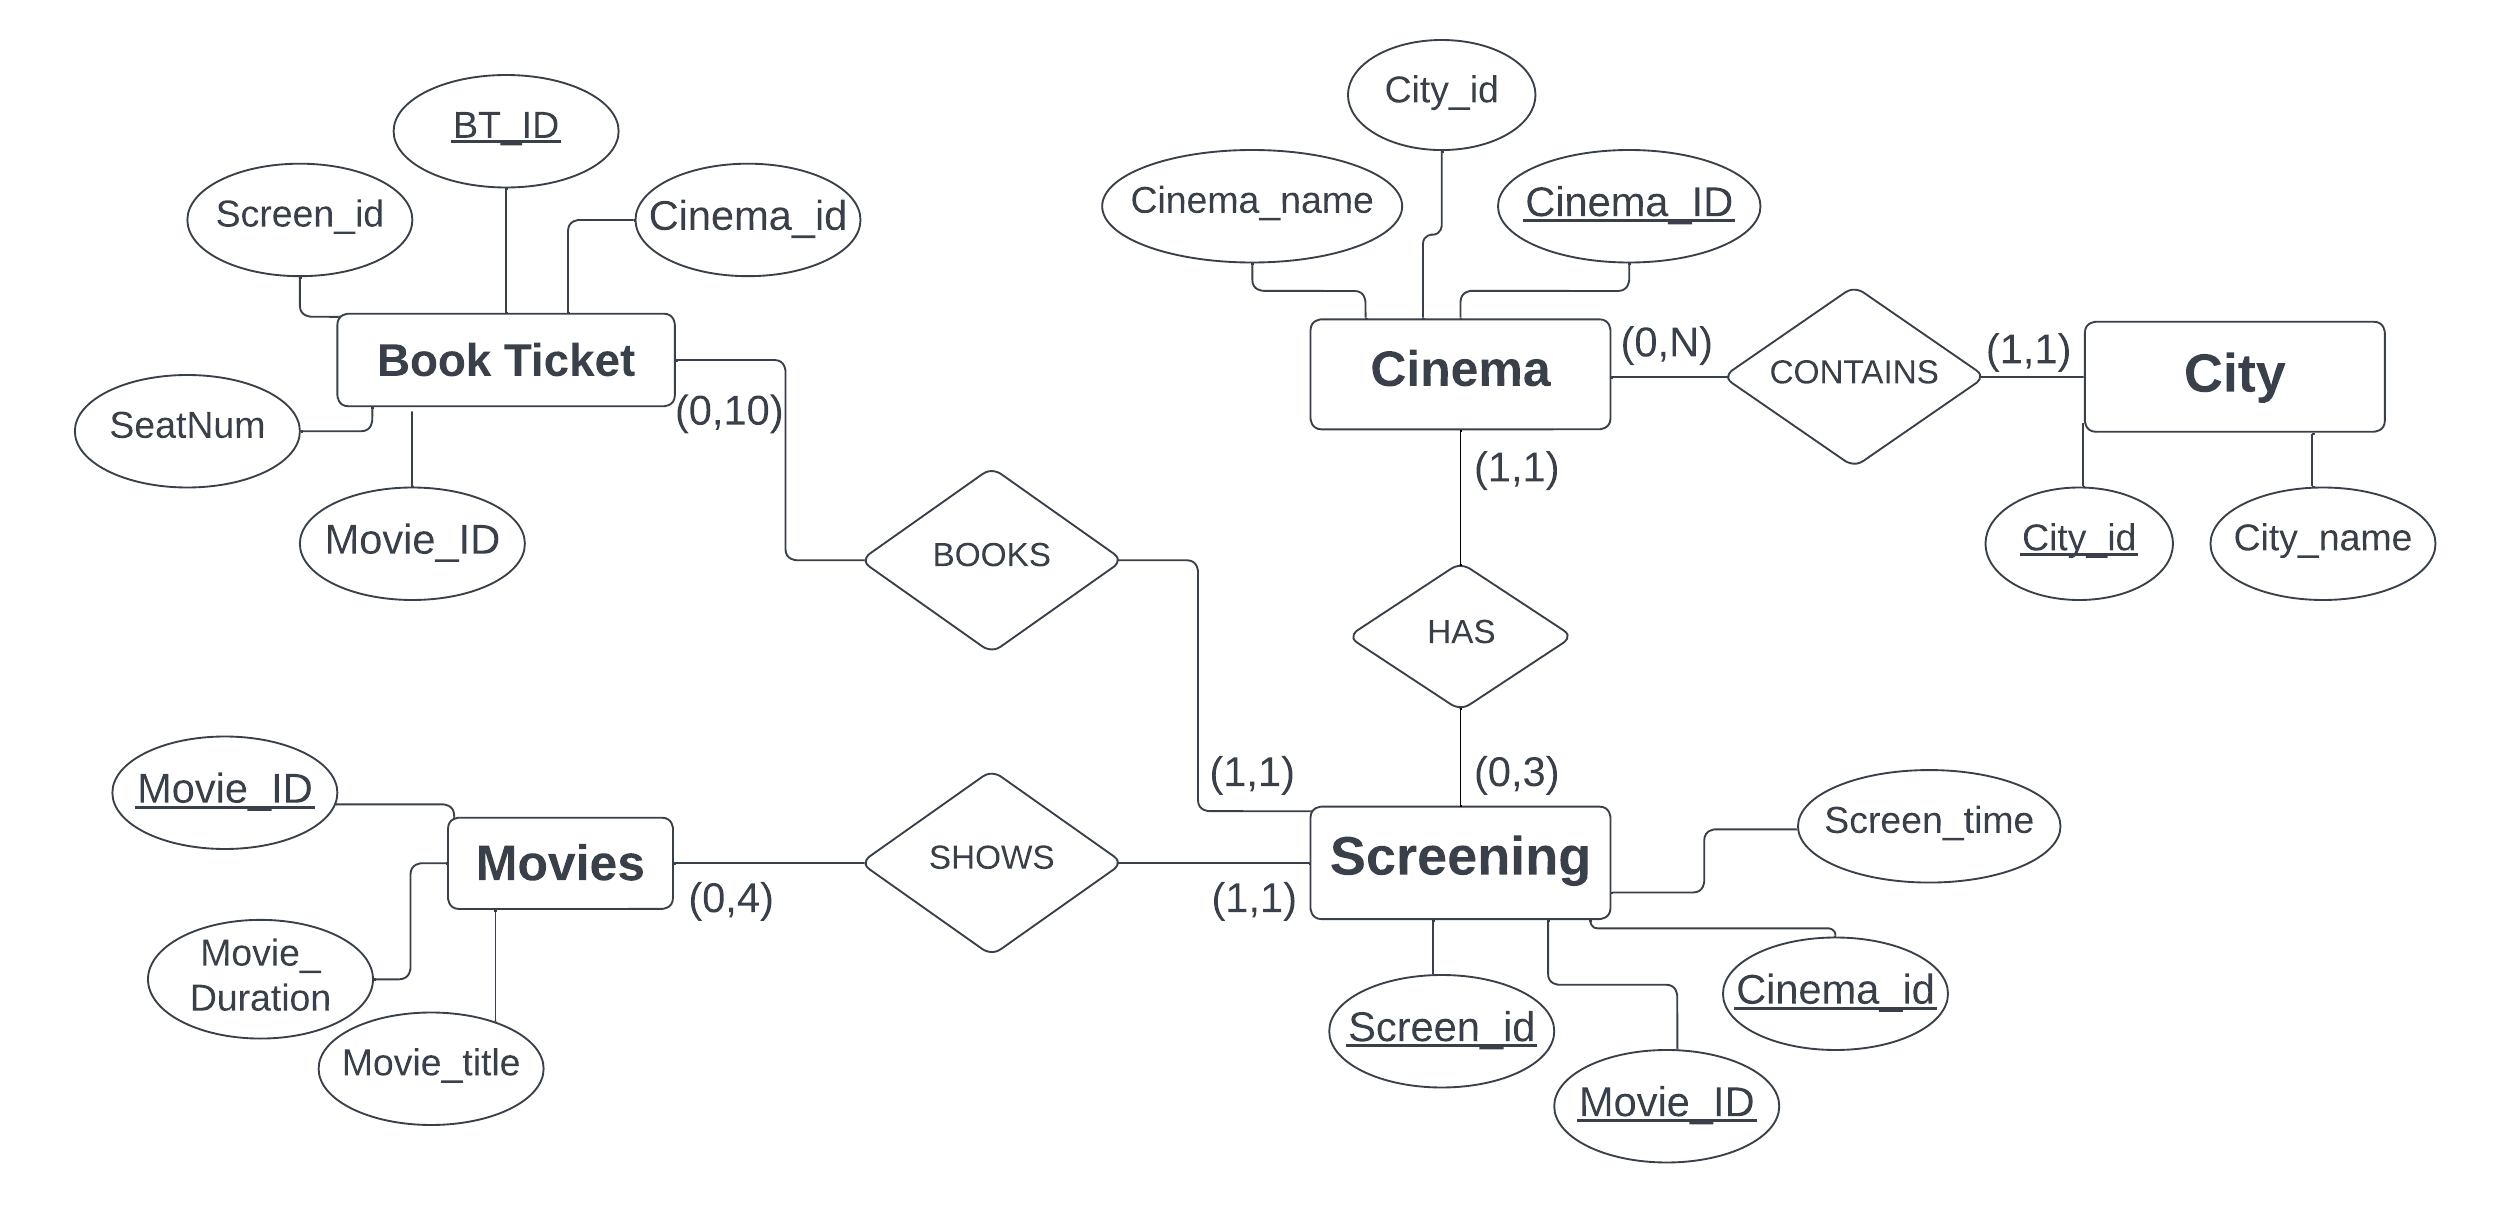 City_id
BT_ID
Screen_id
Cinema_id
Cinema_name
Cinema_ID
Book Ticket
(0,10)
SeatNum
Movie_ID
Cinema
(0,N)
CONTAINS
(1,1)
City
(1,1)
City_id
City_name
BOOKS
HAS
(1,1)
(0,3)
Movie_ID
Movies
(0,4)
SHOWS
(1,1)
Screening
Screen_time
Movie_
Duration
Movie_title
Screen_id
Cinema_id
Movie_ID